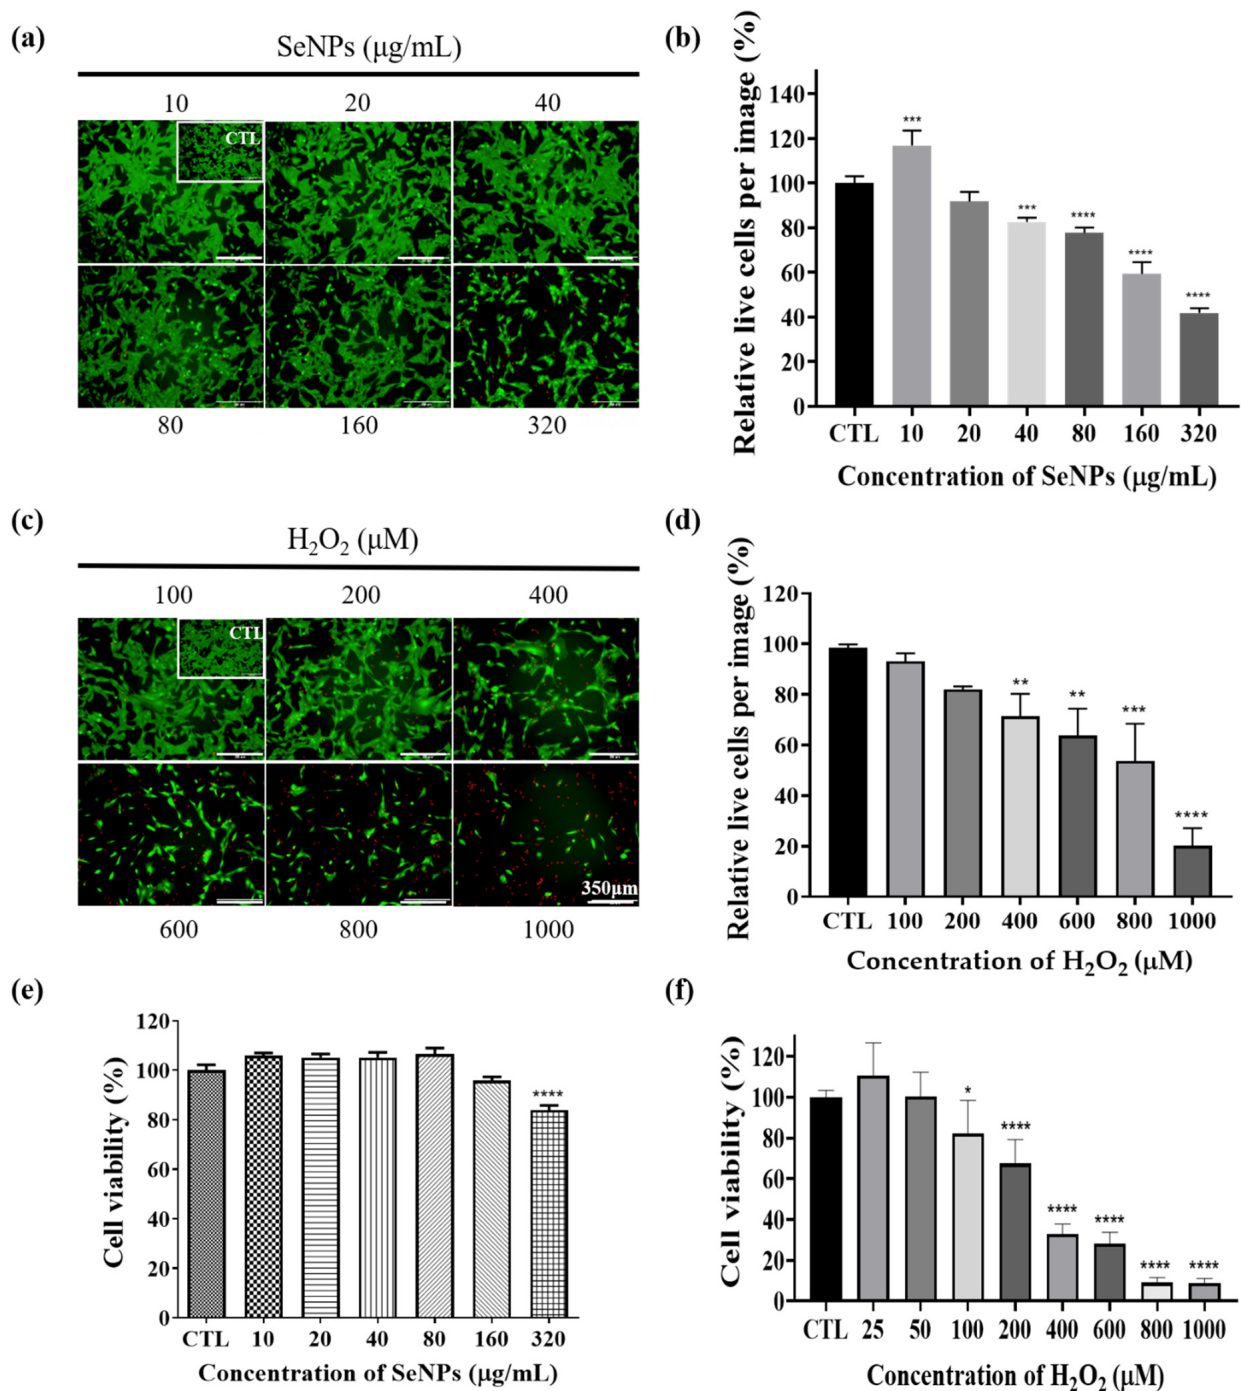 (a)
SeNPs (μg/mL)
10 20 40
CTL
80 160 320
(b)
Relative live cells per image (%)
140
120
100
80
60
40
20
0
***
***
****
****
****
CTL 10 20 40 80 160 320
Concentration of SeNPs (μg/mL)
(c)
H₂O₂ (μM)
100 200 400
CTL
350μm
600 800 1000
(d)
Relative live cells per image (%)
120
100
80
60
40
20
0
**
**
***
****
CTL 100 200 400 600 800 1000
Concentration of H₂O₂ (μM)
(e)
Cell viability (%)
120
100
80
60
40
20
0
****
CTL 10 20 40 80 160 320
Concentration of SeNPs (μg/mL)
(f)
Cell viability (%)
120
100
80
60
40
20
0
*
****
****
****
****
****
CTL 25 50 100 200 400 600 800 1000
Concentration of H₂O₂ (μM)